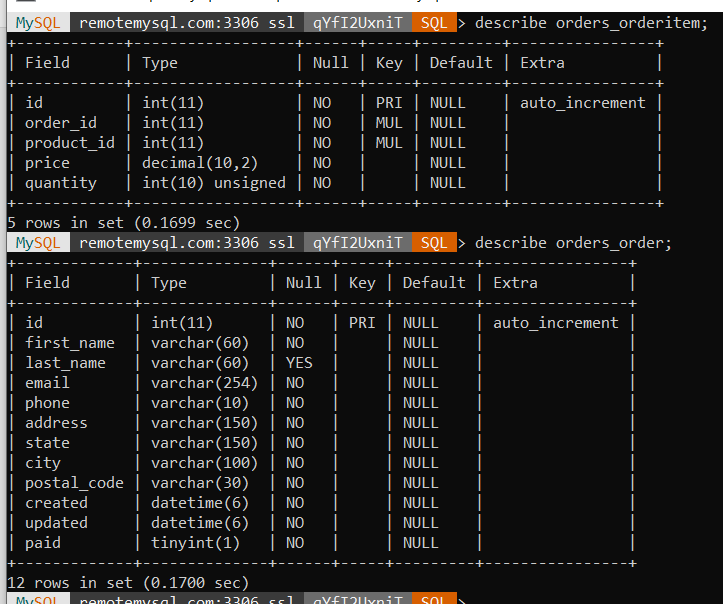 MySQL remotemysql.com:3306 ssl qYfI2UxniT SQL > describe orders_orderitem;
+------------+------------------+------+-----+---------+----------------+
| Field      | Type             | Null | Key | Default | Extra          |
+------------+------------------+------+-----+---------+----------------+
| id         | int(11)          | NO   | PRI | NULL    | auto_increment |
| order_id   | int(11)          | NO   | MUL | NULL    |                |
| product_id | int(11)          | NO   | MUL | NULL    |                |
| price      | decimal(10,2)    | NO   |     | NULL    |                |
| quantity   | int(10) unsigned | NO   |     | NULL    |                |
+------------+------------------+------+-----+---------+----------------+
5 rows in set (0.1699 sec)
MySQL remotemysql.com:3306 ssl qYfI2UxniT SQL > describe orders_order;
+-------------+--------------+------+-----+---------+----------------+
| Field       | Type         | Null | Key | Default | Extra          |
+-------------+--------------+------+-----+---------+----------------+
| id          | int(11)      | NO   | PRI | NULL    | auto_increment |
| first_name  | varchar(60)  | NO   |     | NULL    |                |
| last_name   | varchar(60)  | YES  |     | NULL    |                |
| email       | varchar(254) | NO   |     | NULL    |                |
| phone       | varchar(10)  | NO   |     | NULL    |                |
| address     | varchar(150) | NO   |     | NULL    |                |
| state       | varchar(150) | NO   |     | NULL    |                |
| city        | varchar(100) | NO   |     | NULL    |                |
| postal_code | varchar(30)  | NO   |     | NULL    |                |
| created     | datetime(6)  | NO   |     | NULL    |                |
| updated     | datetime(6)  | NO   |     | NULL    |                |
| paid        | tinyint(1)   | NO   |     | NULL    |                |
+-------------+--------------+------+-----+---------+----------------+
12 rows in set (0.1700 sec)
MySQL remotemysql.com:3306 ssl qYfI2UxniT SQL >